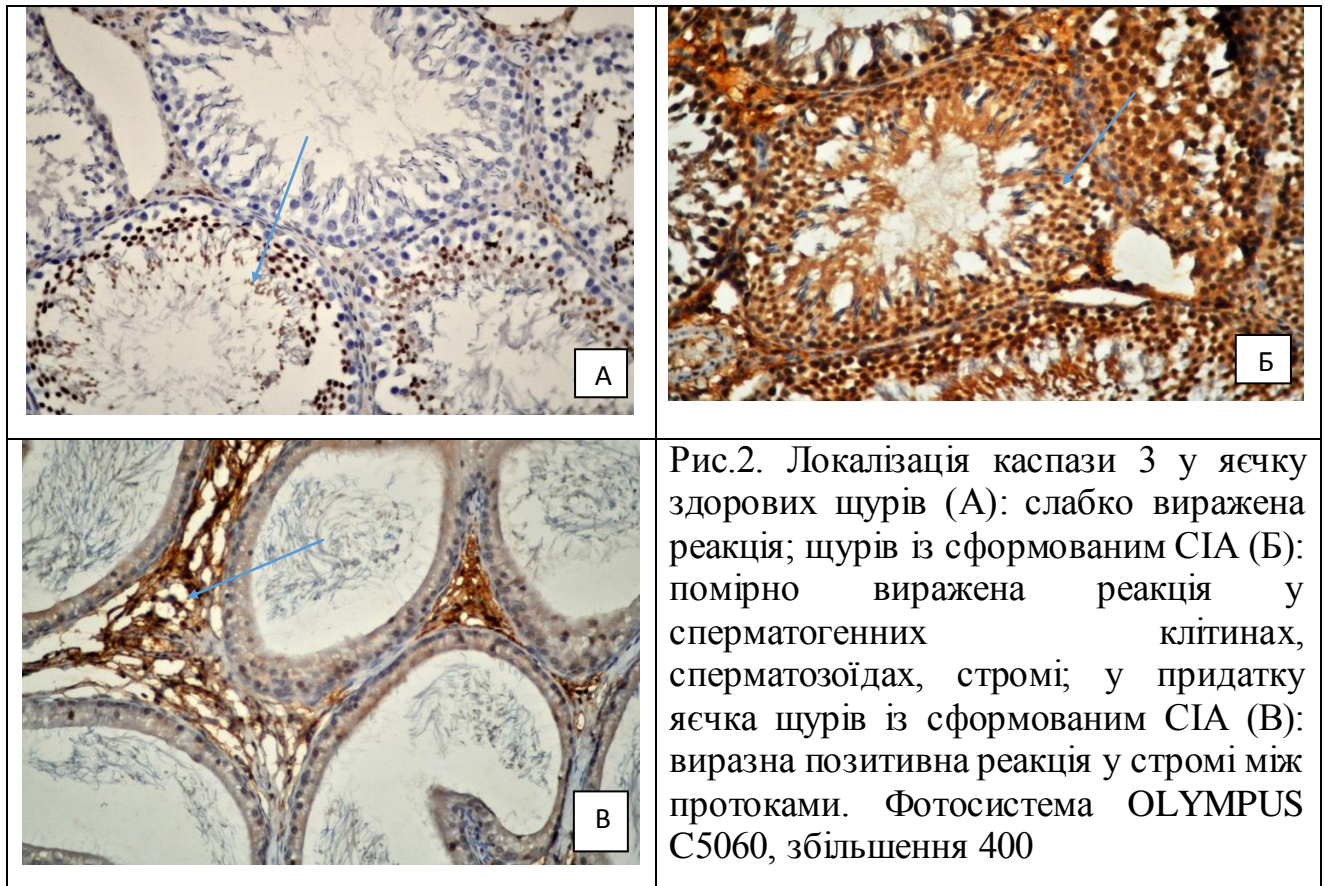 А
Б
В
Рис.2. Локалізація каспази 3 у яєчку
здорових щурів (А): слабко виражена
реакція; щурів із сформованим СІА (Б):
помірно виражена реакція у
сперматогенних клітинах,
сперматозоїдах, стромі; у придатку
яєчка щурів із сформованим СІА (В):
виразна позитивна реакція у стромі між
протоками. Фотосистема OLYMPUS
C5060, збільшення 400